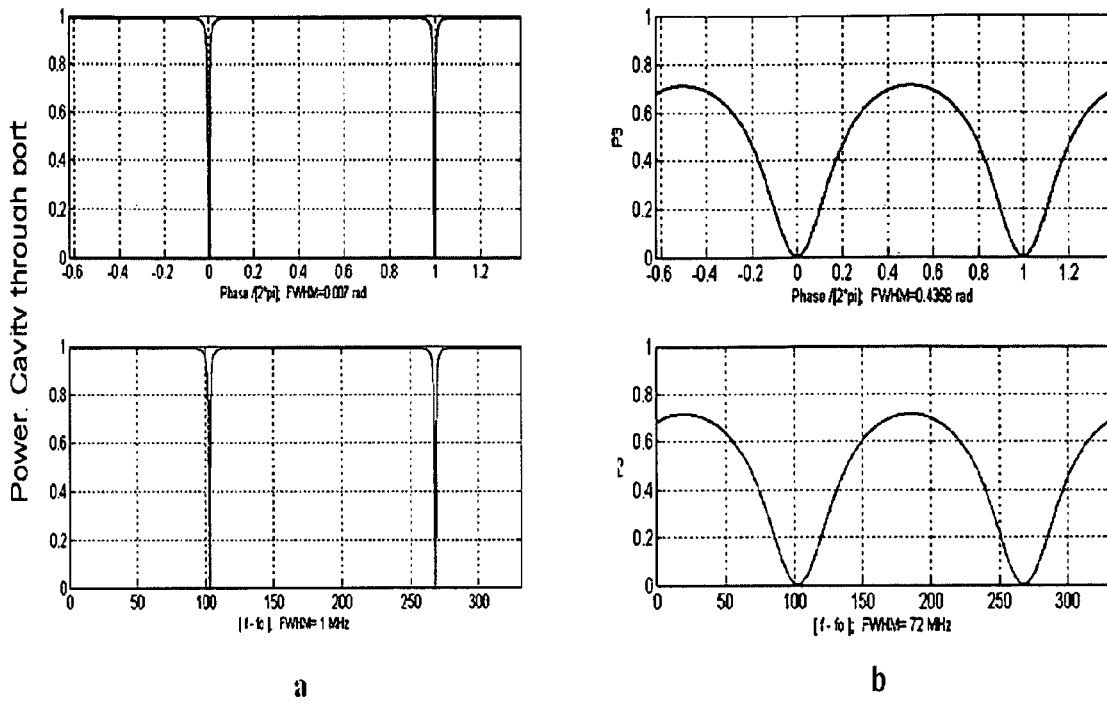 Power. Cavity through port
1
0.8
0.6
0.4
0.2
0
-0.6 -0.4 -0.2 0 0.2 0.4 0.6 0.8 1 1.2
Phase /[2*pi]; FWHM=0.007 rad
1
0.8
0.6
0.4
0.2
0
0 50 100 150 200 250 300
[ f - fo ]; FWHM= 1 MHz
a
P3
1
0.8
0.6
0.4
0.2
0
-0.6 -0.4 -0.2 0 0.2 0.4 0.6 0.8 1 1.2
Phase /[2*pi]; FWHM=0.4358 rad
1
0.8
0.6
0.4
0.2
0
0 50 100 150 200 250 300
[ f - fo ]; FWHM= 72 MHz
b